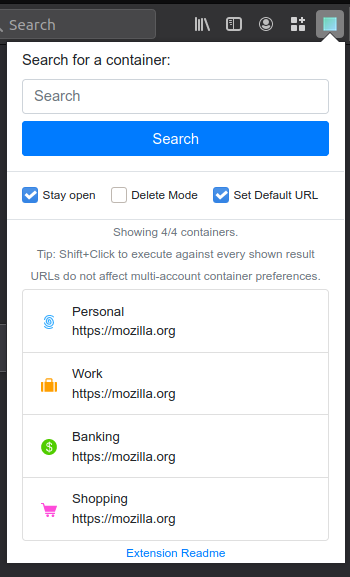 Search
Search for a container:
Search
Search
Stay open
Delete Mode
Set Default URL
Showing 4/4 containers.
Tip: Shift+Click to execute against every shown result
URLs do not affect multi-account container preferences.
Personal
https://mozilla.org
Work
https://mozilla.org
Banking
https://mozilla.org
Shopping
https://mozilla.org
Extension Readme